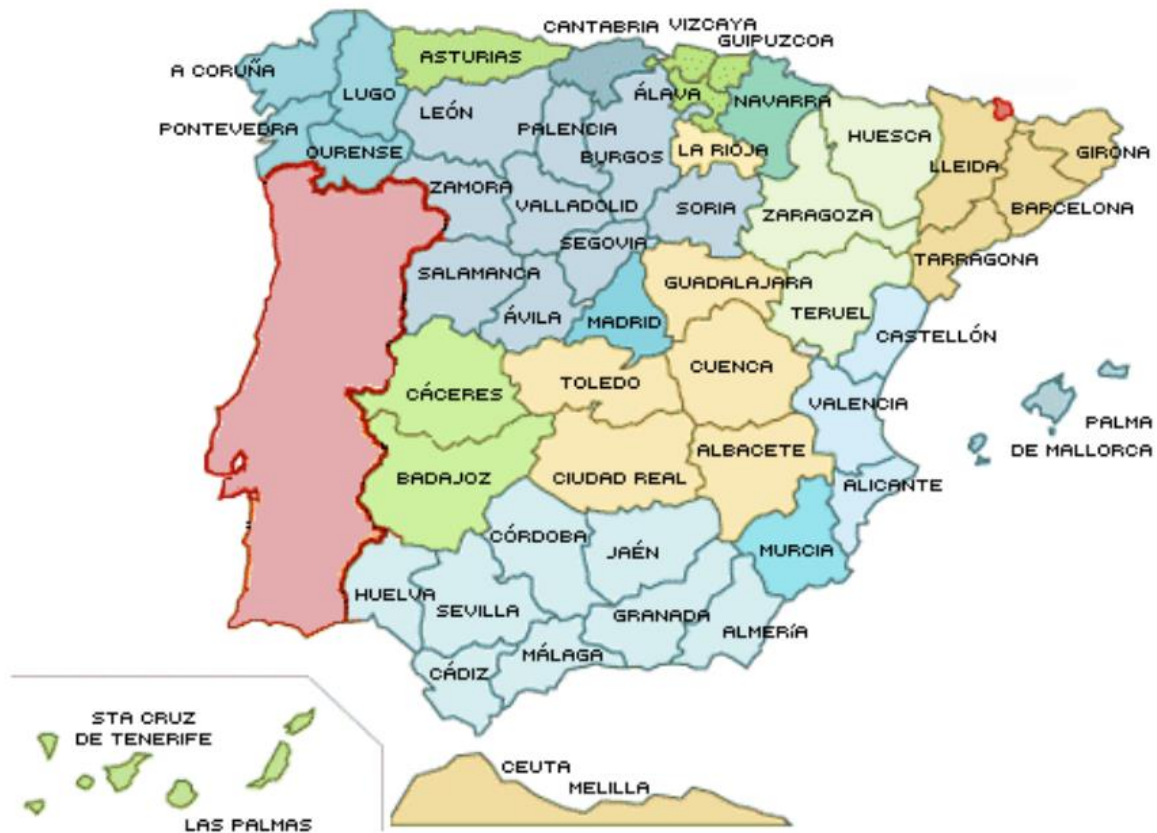 CANTABRIA
VIZCAYA
GUIPUZCOA
ASTURIAS
A CORUÑA
LUGO
LEÓN
PALENCIA
ÁLAVA
NAVARRA
HUESCA
PONTEVEDRA
OURENSE
BURGOS
LA RIOJA
LLEIDA
GIRONA
ZAMORA
VALLADOLID
SORIA
ZARAGOZA
BARCELONA
SEGOVIA
SALAMANCA
TARRAGONA
GUADALAJARA
ÁVILA
MADRID
TERUEL
CASTELLÓN
CÁCERES
TOLEDO
CUENCA
VALENCIA
PALMA
DE MALLORCA
BADAJOZ
CIUDAD REAL
ALBACETE
ALICANTE
CÓRDOBA
JAÉN
MURCIA
HUELVA
SEVILLA
GRANADA
ALMERíA
MÁLAGA
CÁDIZ
STA CRUZ
DE TENERIFE
LAS PALMAS
CEUTA
MELILLA